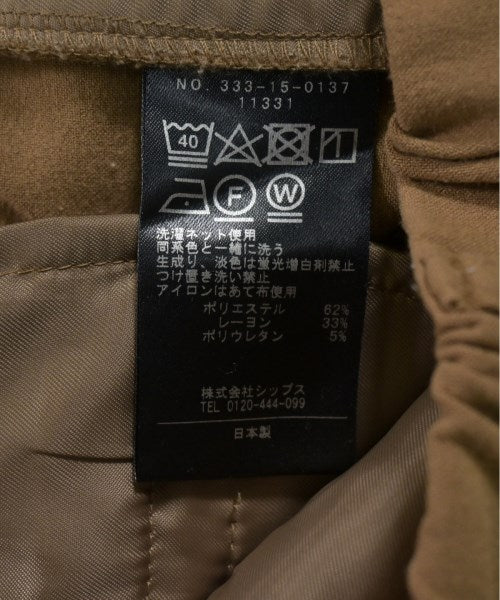 NO. 333-15-0137
11331
40
F
W
洗濯ネット使用
同系色と一緒に洗う
生成り、淡色は蛍光増白剤禁止
つけ置き洗い禁止
アイロンはあて布使用
ポリエステル 62%
レーヨン 33%
ポリウレタン 5%
株式会社シップス
TEL 0120-444-099
日本製